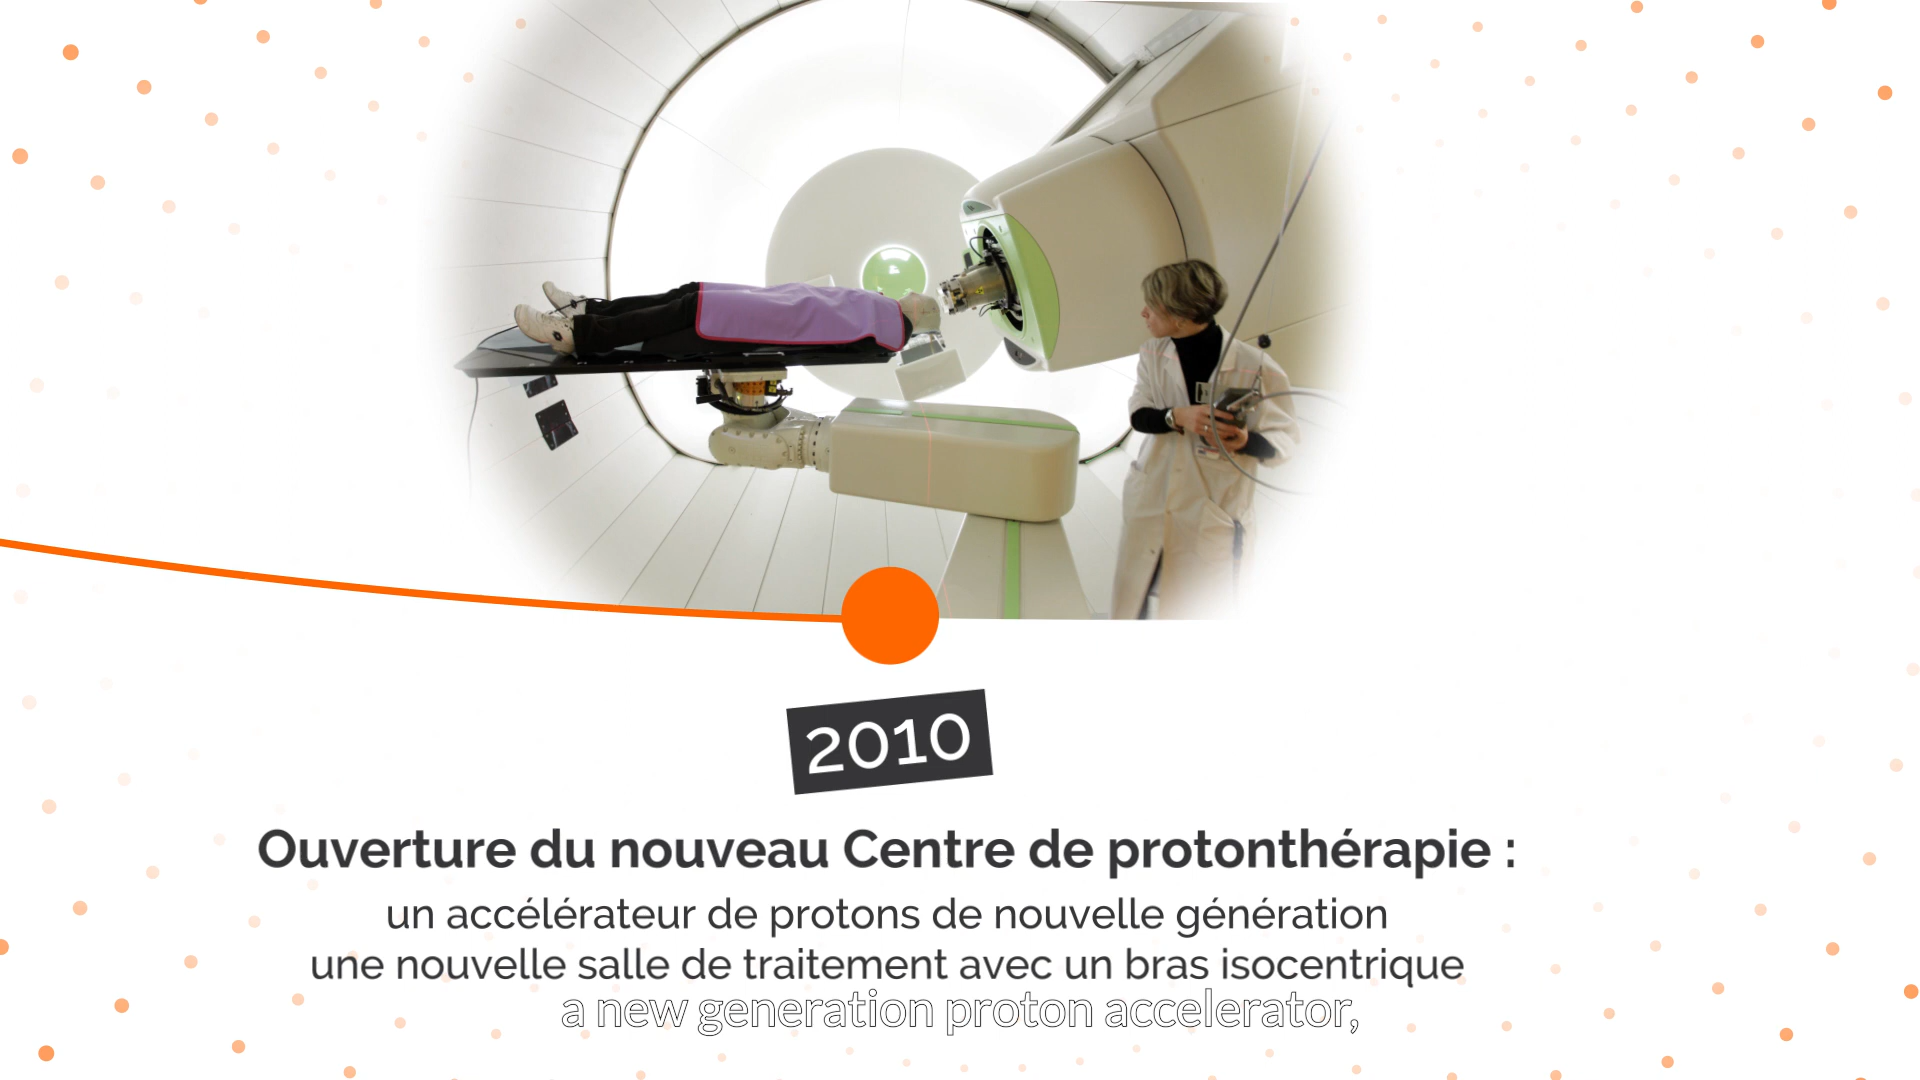 2010
Ouverture du nouveau Centre de protonthérapie :
un accélérateur de protons de nouvelle génération
une nouvelle salle de traitement avec un bras isocentrique
a new generation proton accelerator,